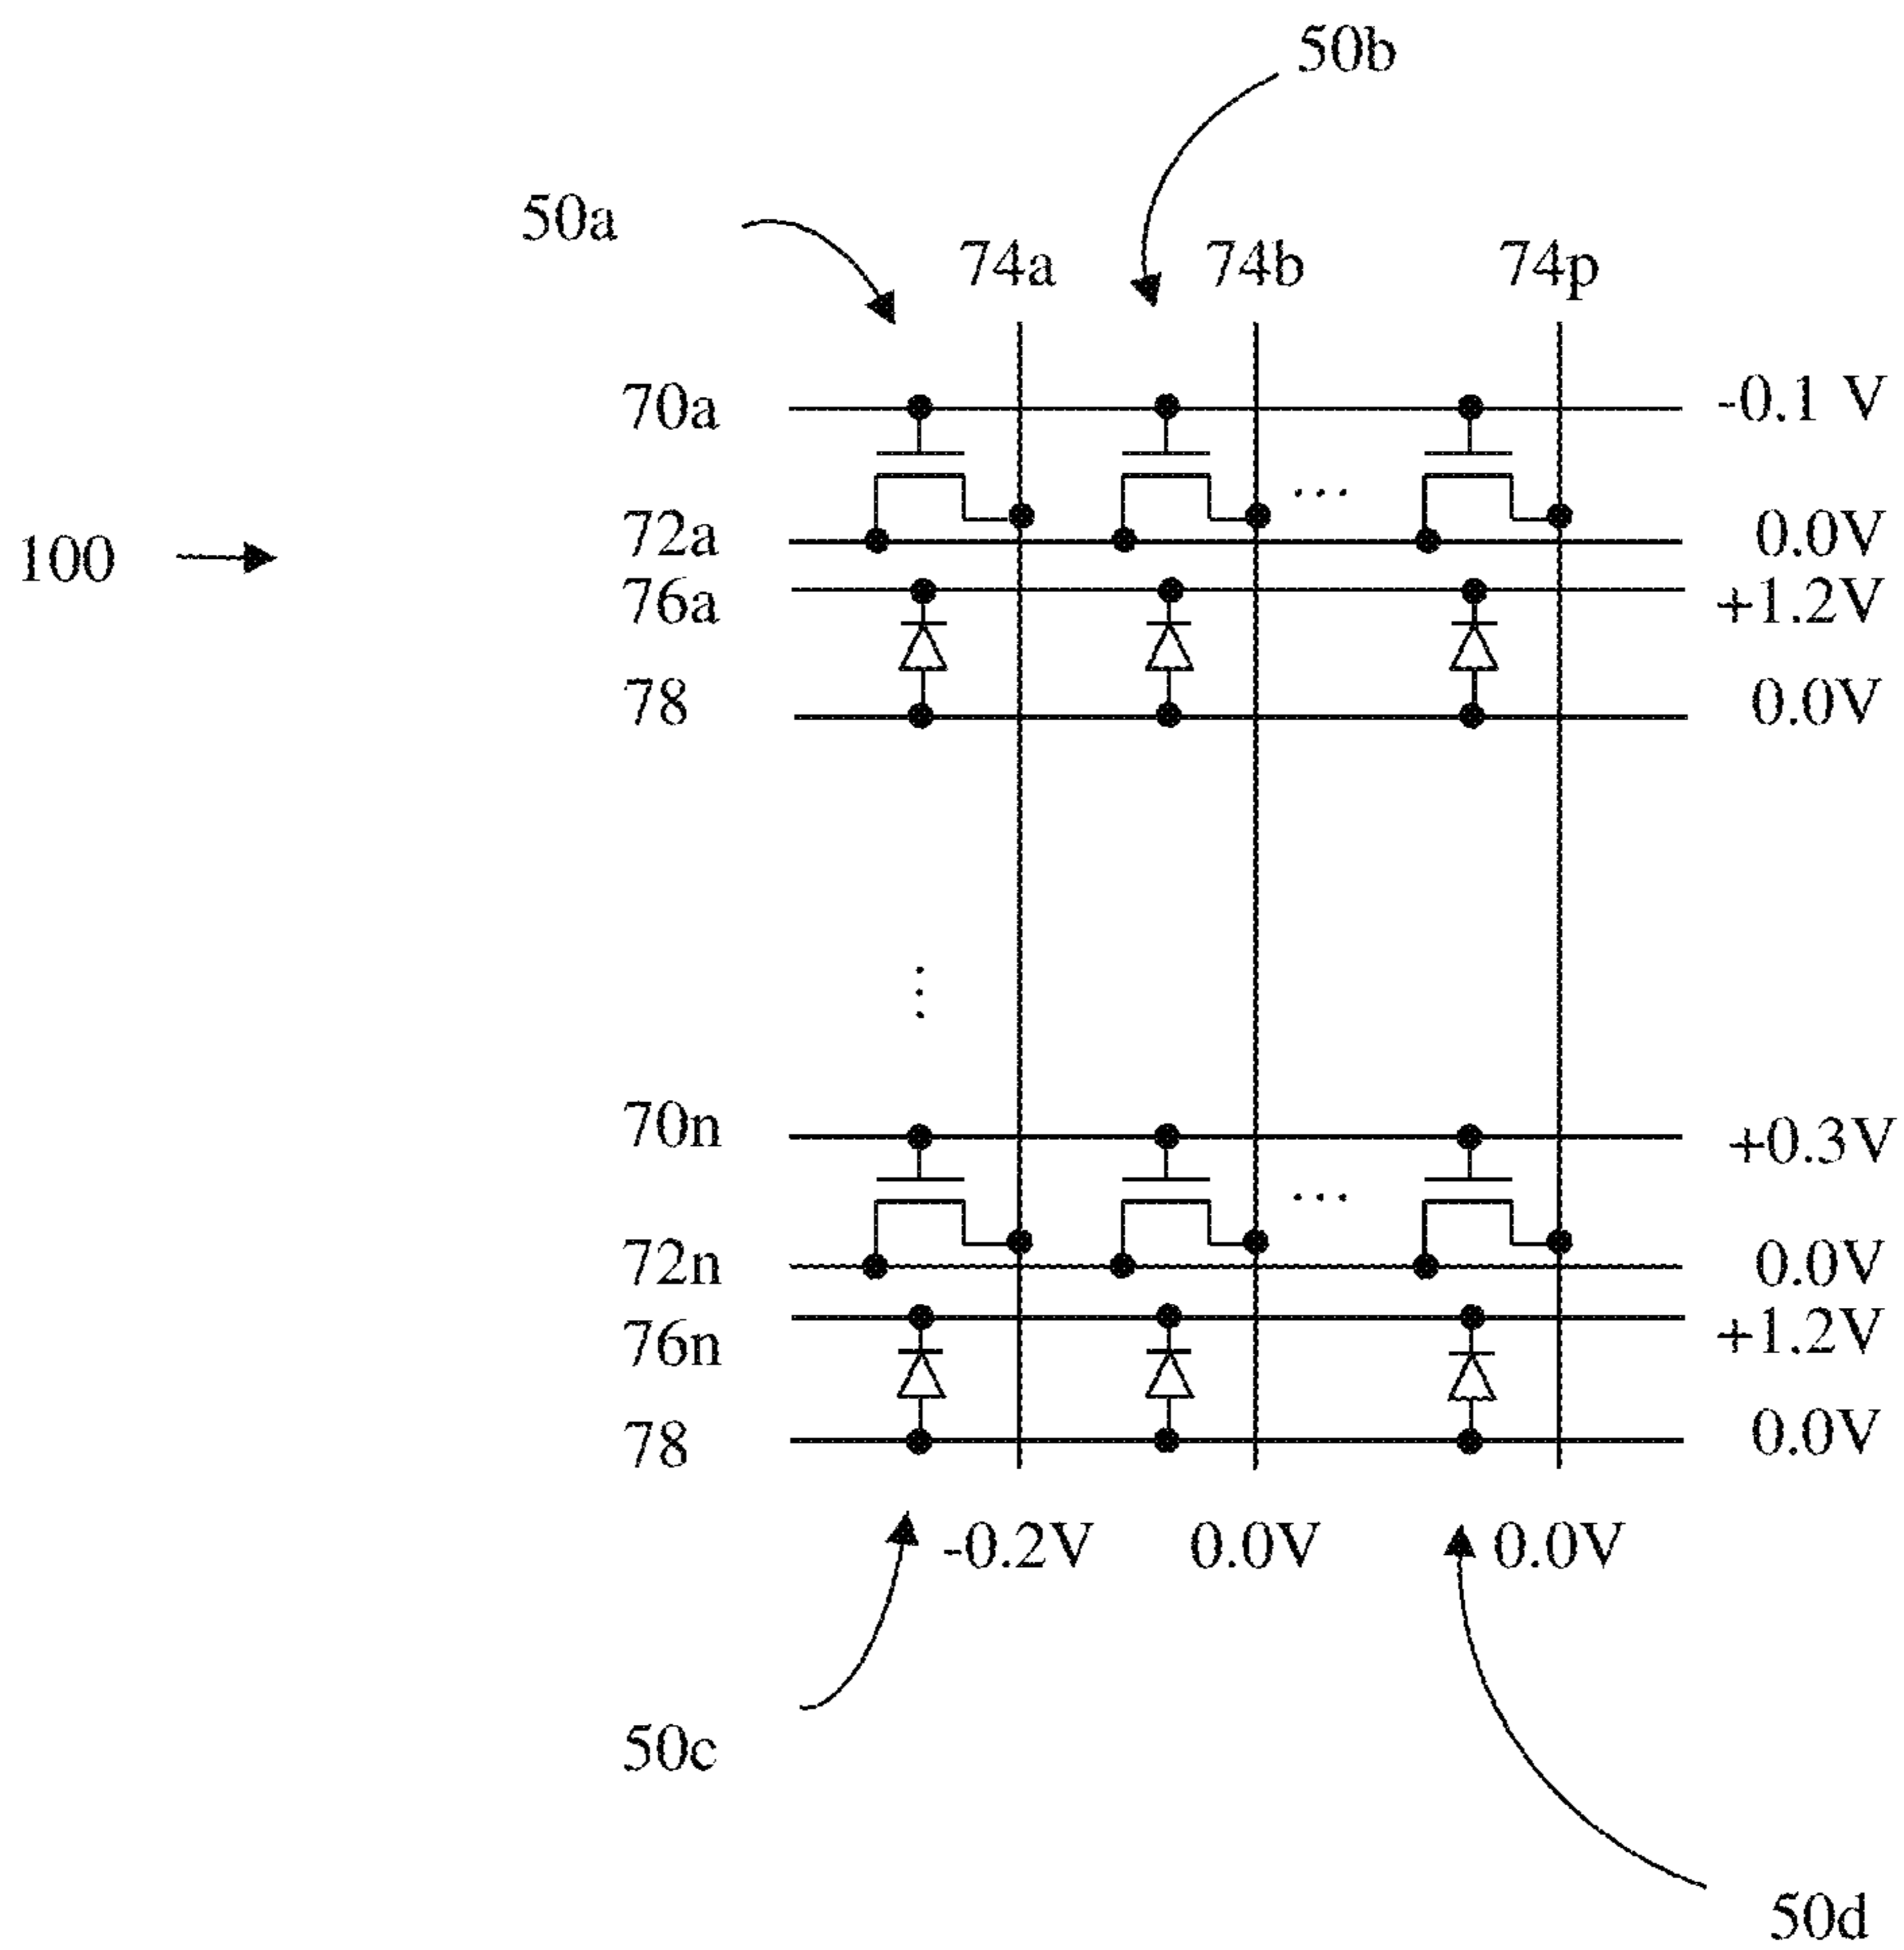 50b
50a
74a 74b 74p
70a -0.1 V
...
72a 0.0V
100
76a +1.2V
78 0.0V
70n +0.3V
...
72n 0.0V
76n +1.2V
78 0.0V
-0.2V 0.0V 0.0V
50c
50d